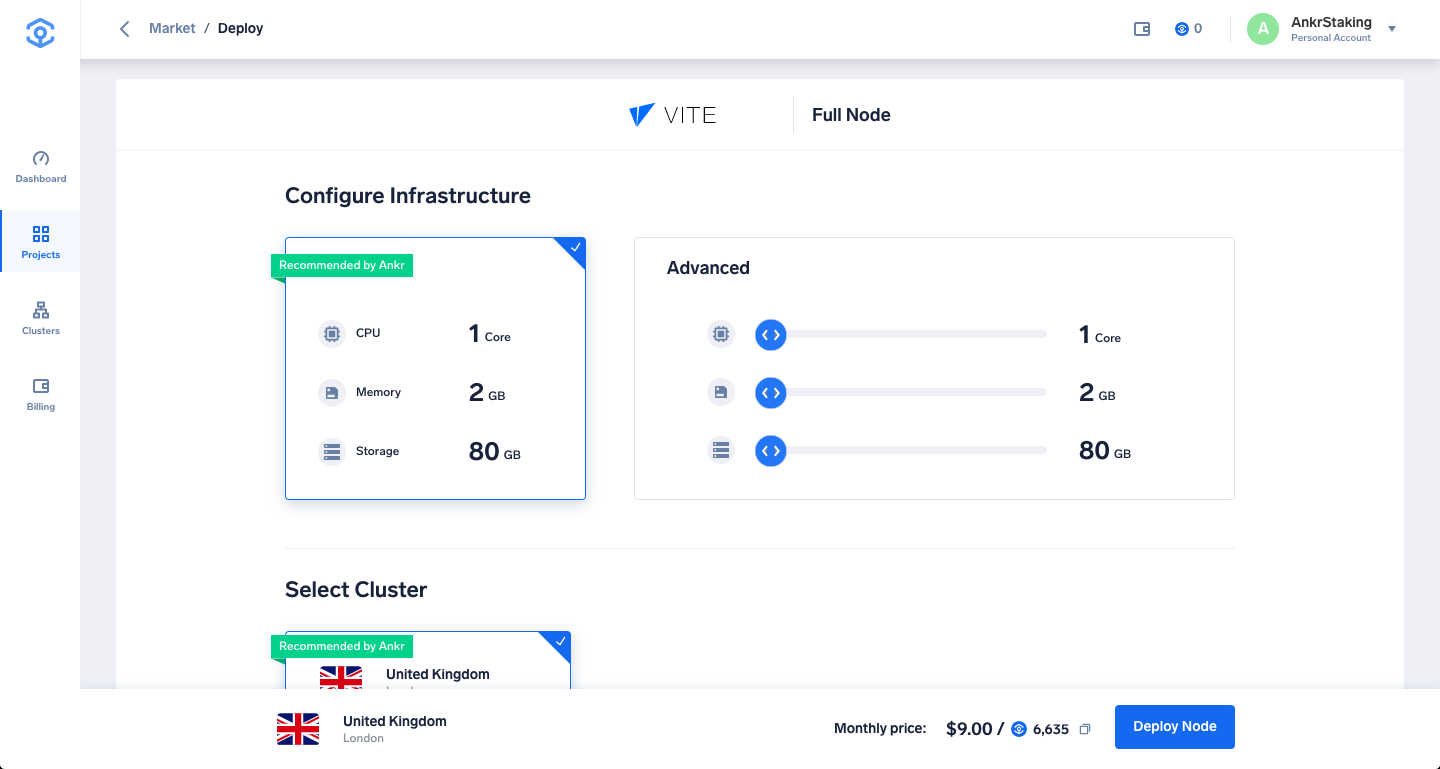 Market / Deploy
0
A
AnkrStaking
Personal Account
Dashboard
Projects
Clusters
Billing
VITE
Full Node
Configure Infrastructure
Recommended by Ankr
CPU
1 Core
Memory
2 GB
Storage
80 GB
Advanced
1 Core
2 GB
80 GB
Select Cluster
Recommended by Ankr
United Kingdom
United Kingdom
London
Monthly price: $9.00 / 6,635
Deploy Node